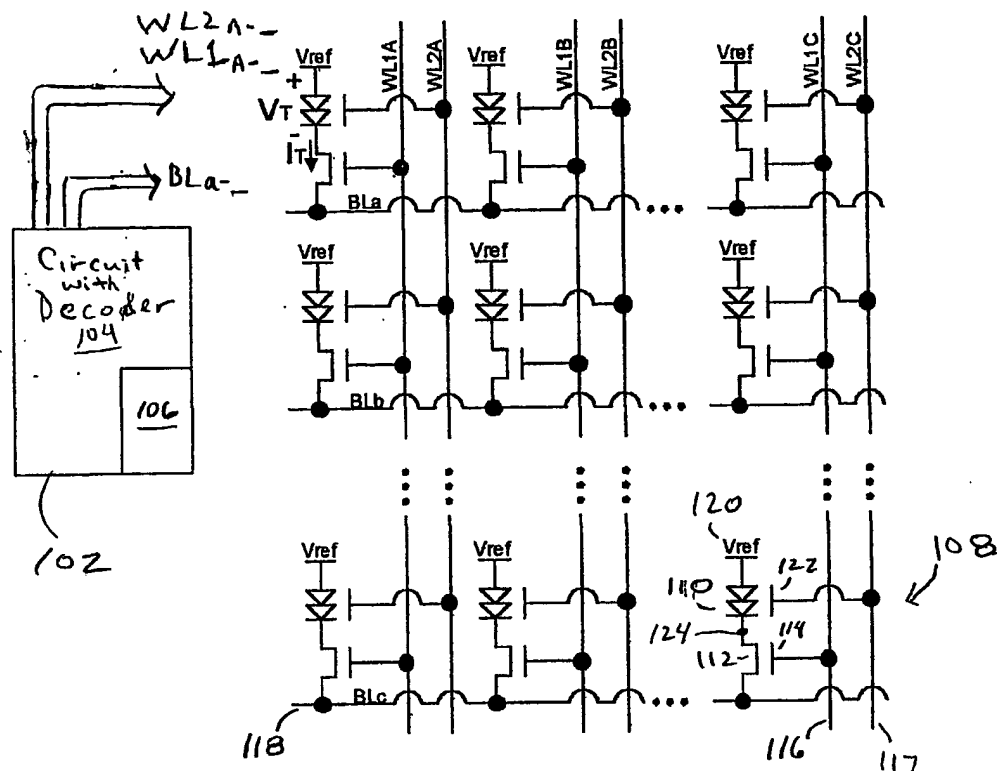 WL2A-_
WL1A-_
BLa-_
Circuit
with
Decoder
104
106
102
WL1A
WL2A
WL1B
WL2B
WL1C
WL2C
Vref
Vref
Vref
+
VT
-
IT
BLa
Vref
Vref
Vref
BLb
Vref
Vref
120
Vref
108
110
122
124
114
112
BLc
118
116
117